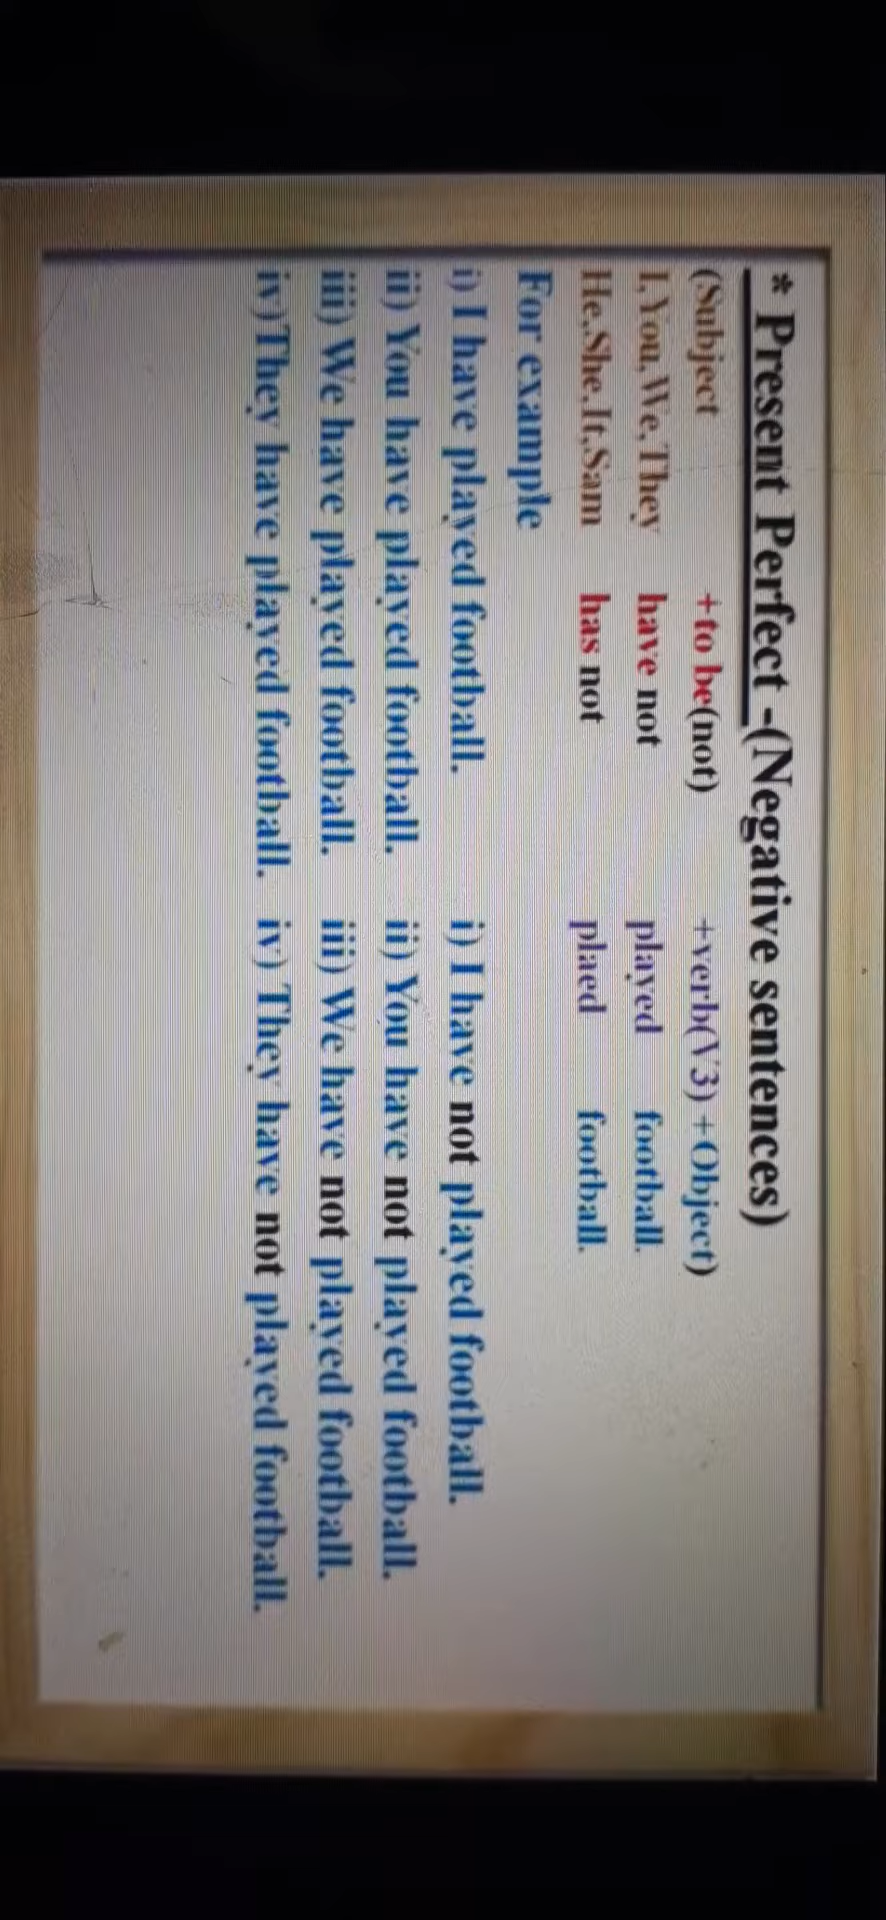 * Present Perfect -(Negative sentences)
(Subject +to be(not) +verb(V3) +Object)
I,You,We,They have not played football.
He,She,It,Sam has not plaed football.
For example
i) I have played football. i) I have not played football.
ii) You have played football. ii) You have not played football.
iii) We have played football. iii) We have not played football.
iv)They have played football. iv) They have not played football.